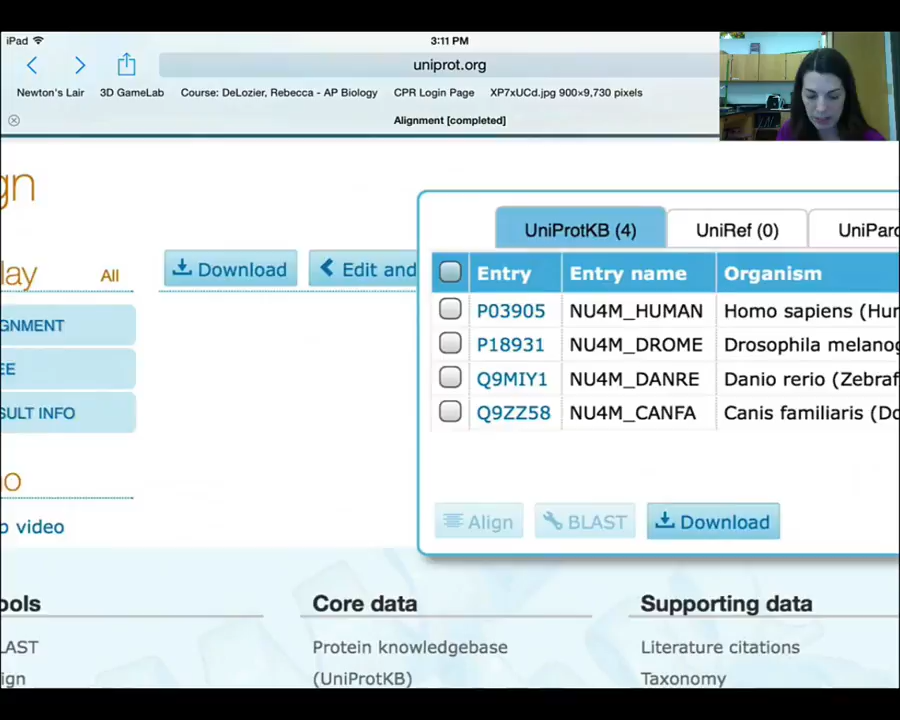 iPad 3:11 PM
uniprot.org
Newton's Lair 3D GameLab Course: DeLozier, Rebecca - AP Biology CPR Login Page XP7xUCd.jpg 900×9,730 pixels
Alignment [completed]
gn
UniProtKB (4) UniRef (0) UniParc
lay All Download Edit and
Entry Entry name Organism
P03905 NU4M_HUMAN Homo sapiens (Hur
GNMENT
P18931 NU4M_DROME Drosophila melanog
EE
Q9MIY1 NU4M_DANRE Danio rerio (Zebraf
SULT INFO
Q9ZZ58 NU4M_CANFA Canis familiaris (Do
o
o video
Align BLAST Download
ools Core data Supporting data
LAST Protein knowledgebase Literature citations
ign (UniProtKB) Taxonomy